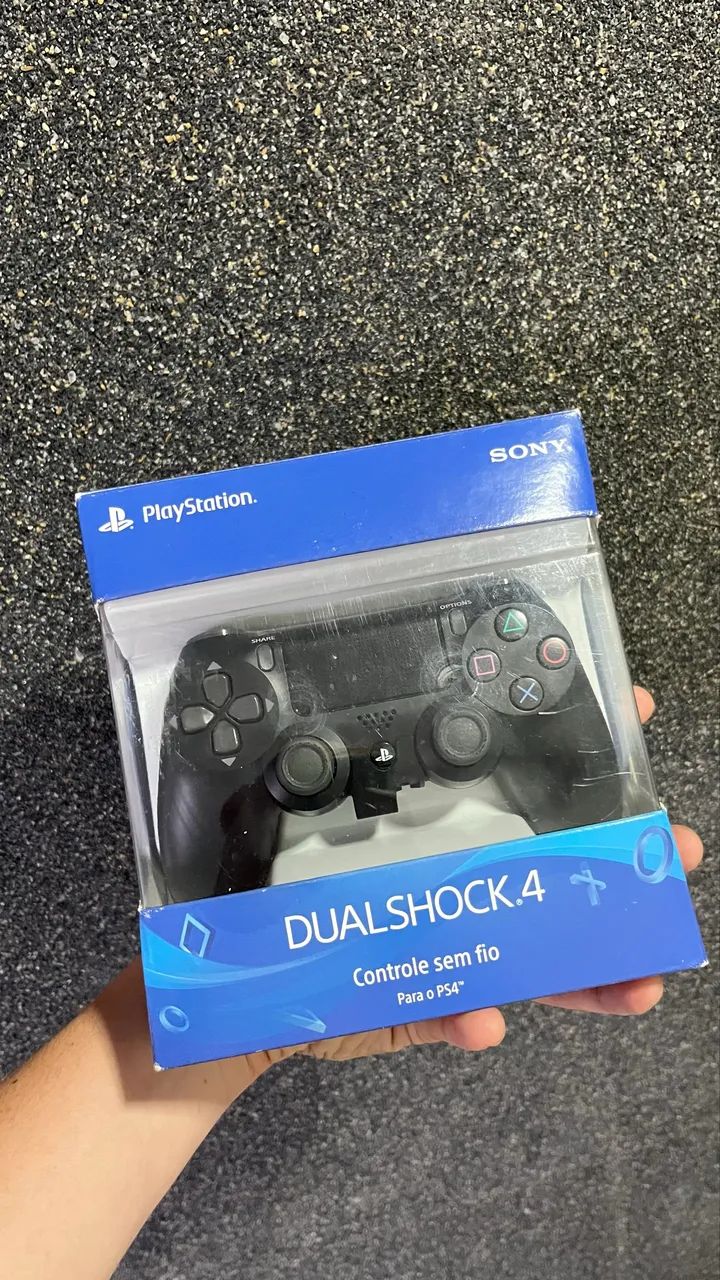 PlayStation.
SONY
SHARE
OPTIONS
DUALSHOCK®4
Controle sem fio
Para o PS4™